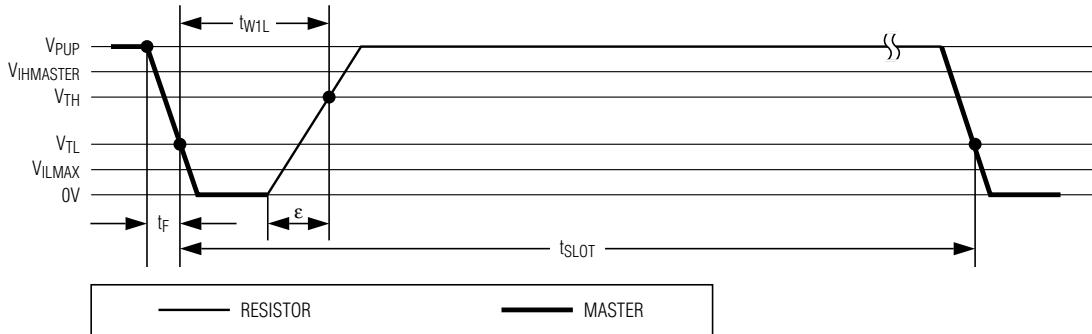 tW1L
VPUP
VIHMASTER
VTH
VTL
VILMAX
0V
tF
ε
tSLOT
RESISTOR MASTER